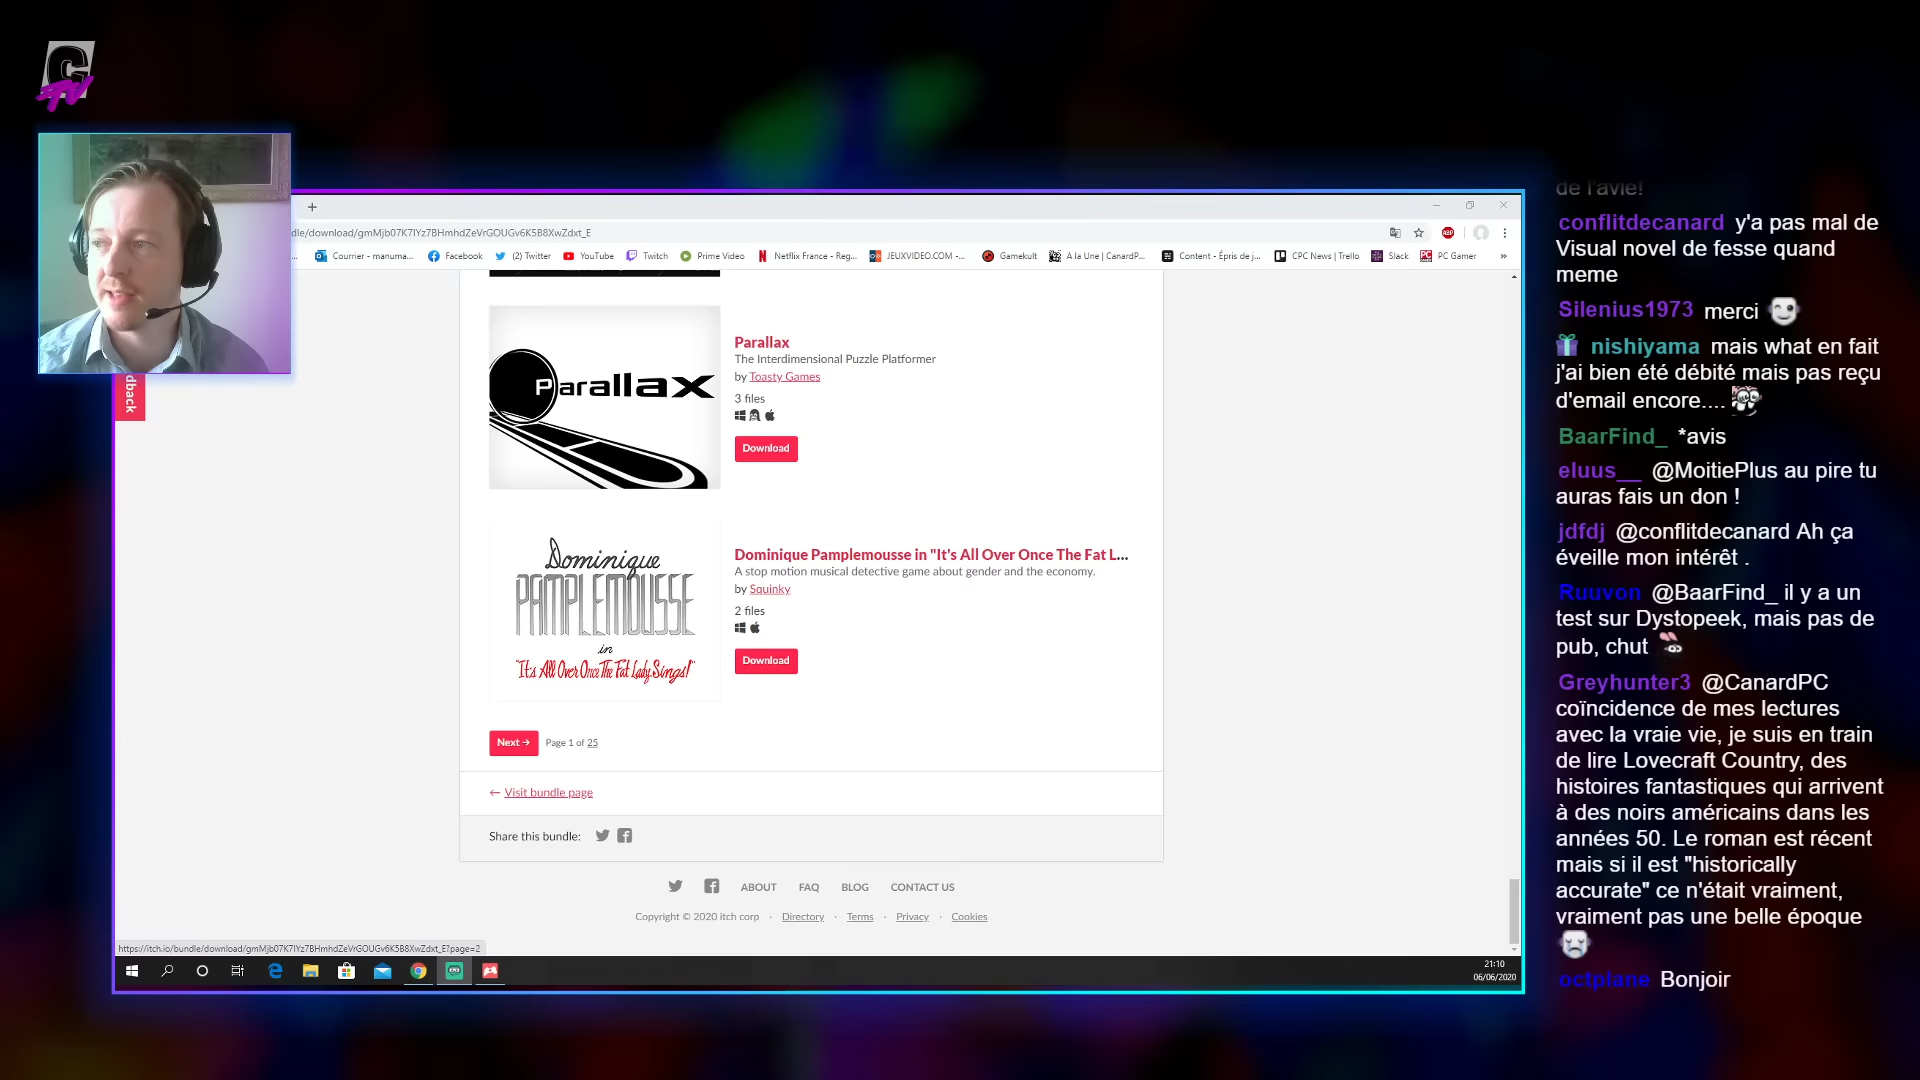 C
TV
+
dle/download/gmMjb07K7lYz7BHmhdZeVrGOUGv6K5B8XwZdxt_E
ABP
Courrier - manuma...
Facebook
(2) Twitter
YouTube
Twitch
Prime Video
Netflix France - Reg...
JEUXVIDEO.COM -...
Gamekult
A la Une | CanardP...
Content - Épris de j...
CPC News | Trello
Slack
PC Gamer
»
dback
Parallax
Parallax
The Interdimensional Puzzle Platformer
by Toasty Games
3 files
Download
Dominique
PAMPLEMOUSSE
in
"It's All Over Once The Fat Lady Sings!"
Dominique Pamplemousse in "It's All Over Once The Fat L...
A stop motion musical detective game about gender and the economy.
by Squinky
2 files
Download
Next → Page 1 of 25
← Visit bundle page
Share this bundle:
ABOUT FAQ BLOG CONTACT US
Copyright © 2020 itch corp · Directory · Terms · Privacy · Cookies
https://itch.io/bundle/download/gmMjb07K7lYz7BHmhdZeVrGOUGv6K5B8XwZdxt_E?page=2
21:10
06/06/2020
de l'avie!
conflitdecanard y'a pas mal de
Visual novel de fesse quand
meme
Silenius1973 merci
nishiyama mais what en fait
j'ai bien été débité mais pas reçu
d'email encore....
BaarFind_ *avis
eluus__ @MoitiePlus au pire tu
auras fais un don !
jdfdj @conflitdecanard Ah ça
éveille mon intérêt .
Ruuvon @BaarFind_ il y a un
test sur Dystopeek, mais pas de
pub, chut
Greyhunter3 @CanardPC
coïncidence de mes lectures
avec la vraie vie, je suis en train
de lire Lovecraft Country, des
histoires fantastiques qui arrivent
à des noirs américains dans les
années 50. Le roman est récent
mais si il est "historically
accurate" ce n'était vraiment,
vraiment pas une belle époque
octplane Bonjoir